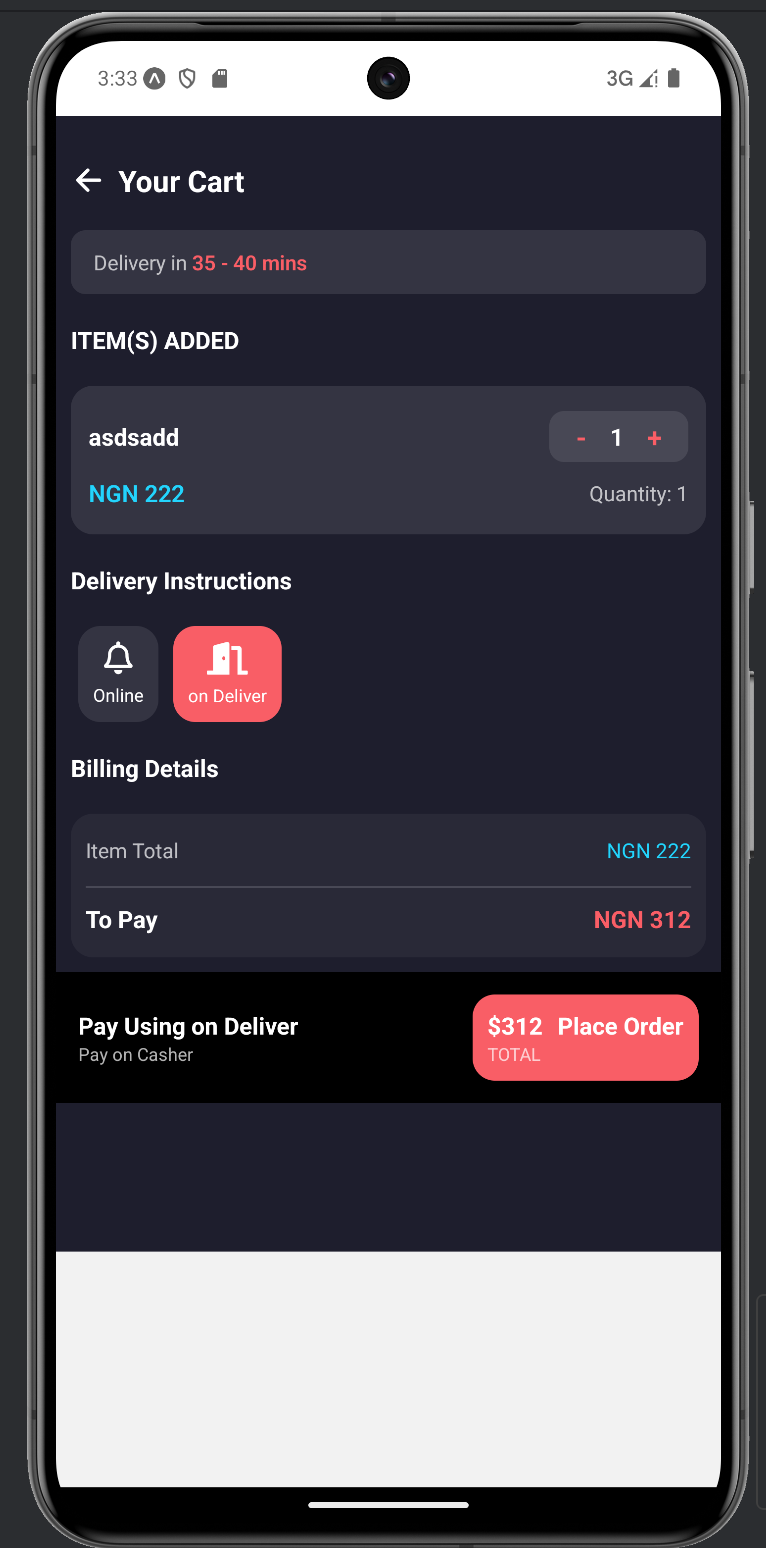 3:33
3G
Your Cart
Delivery in 35 - 40 mins
ITEM(S) ADDED
asdsadd
- 1 +
NGN 222
Quantity: 1
Delivery Instructions
Online
on Deliver
Billing Details
Item Total
NGN 222
To Pay
NGN 312
Pay Using on Deliver
Pay on Casher
$312 Place Order
TOTAL